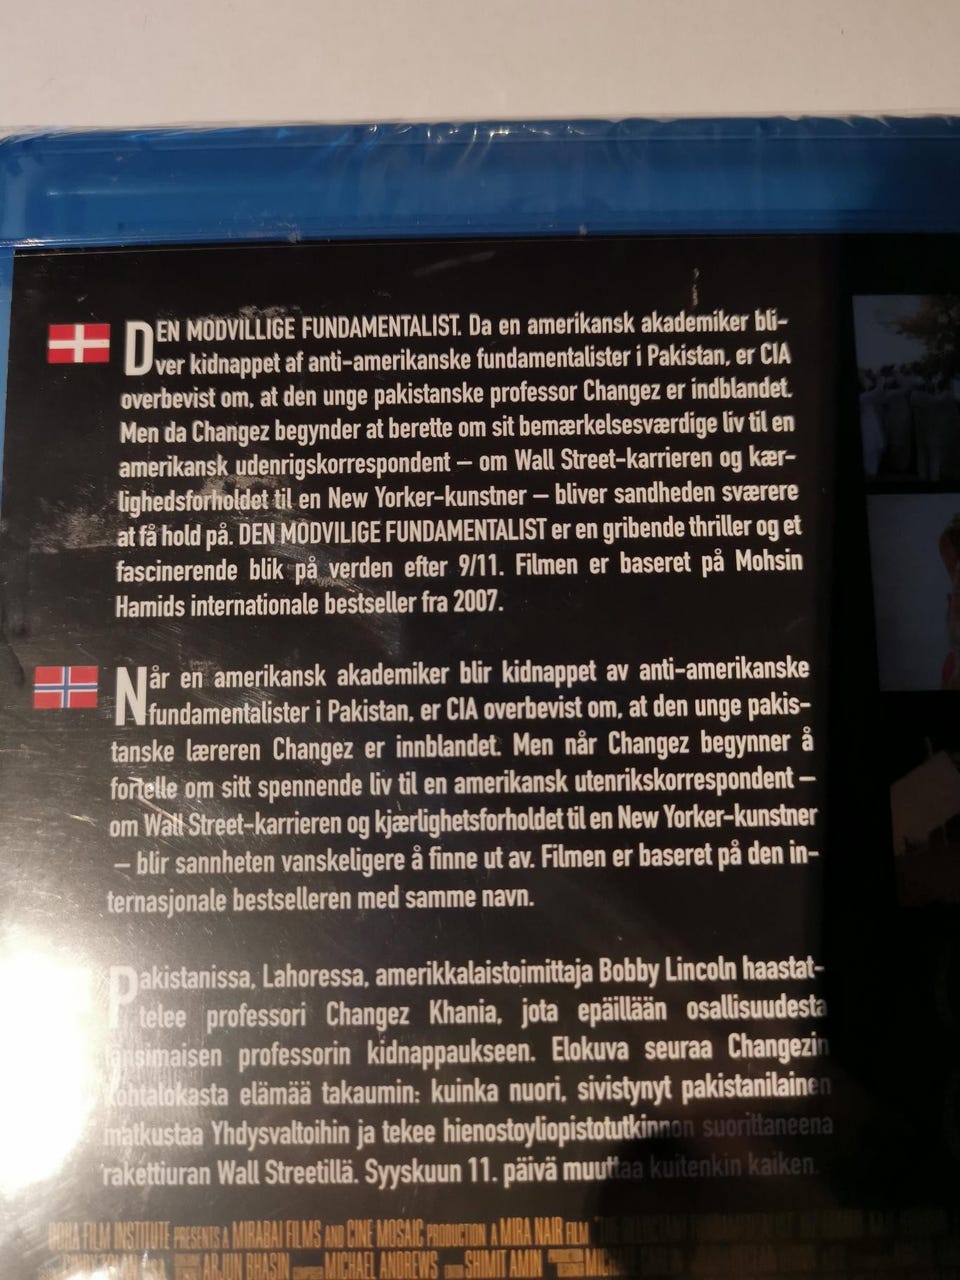 DEN MODVILLIGE FUNDAMENTALIST. Da en amerikansk akademiker bli-
ver kidnappet af anti-amerikanske fundamentalister i Pakistan, er CIA
overbevist om, at den unge pakistanske professor Changez er indblandet.
Men da Changez begynder at berette om sit bemærkelsesværdige liv til en
amerikansk udenrigskorrespondent – om Wall Street-karrieren og kær-
lighedsforholdet til en New Yorker-kunstner – bliver sandheden sværere
at få hold på. DEN MODVILIGE FUNDAMENTALIST er en gribende thriller og et
fascinerende blik på verden efter 9/11. Filmen er baseret på Mohsin
Hamids internationale bestseller fra 2007.
Når en amerikansk akademiker blir kidnappet av anti-amerikanske
fundamentalister i Pakistan, er CIA overbevist om, at den unge pakis-
tanske læreren Changez er innblandet. Men når Changez begynner å
fortelle om sitt spennende liv til en amerikansk utenrikskorrespondent –
om Wall Street-karrieren og kjærlighetsforholdet til en New Yorker-kunstner
– blir sannheten vanskeligere å finne ut av. Filmen er baseret på den in-
ternasjonale bestselleren med samme navn.
Pakistanissa, Lahoressa, amerikkalaistoimittaja Bobby Lincoln haastat-
telee professori Changez Khania, jota epäillään osallisuudesta
länsimaisen professorin kidnappaukseen. Elokuva seuraa Changezin
kohtalokasta elämää takaumin: kuinka nuori, sivistynyt pakistanilainen
matkustaa Yhdysvaltoihin ja tekee hienostoyliopistotutkinnon suorittaneena
rakettiuran Wall Streetillä. Syyskuun 11. päivä muuttaa kuitenkin kaiken.
DOHA FILM INSTITUTE PRESENTS A MIRABAI FILMS AND CINE MOSAIC PRODUCTION A MIRA NAIR FILM
ARJUN BHASIN MICHAEL ANDREWS SHIMIT AMIN